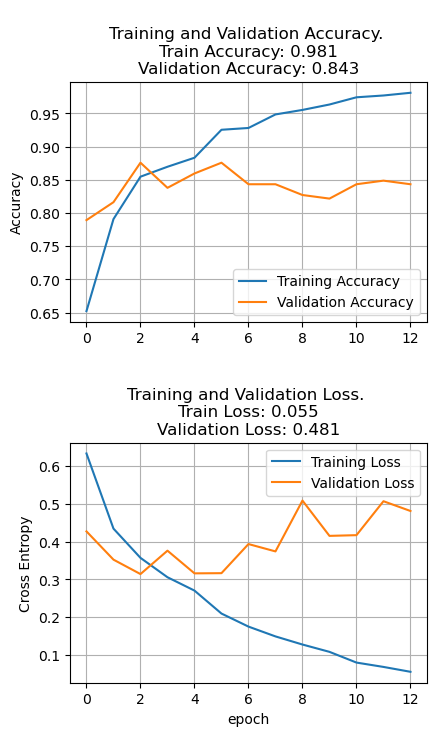 Training and Validation Accuracy.
Train Accuracy: 0.981
Validation Accuracy: 0.843
0.95
0.90
0.85
0.80
0.75
0.70
0.65
Accuracy
Training Accuracy
Validation Accuracy
0 2 4 6 8 10 12
Training and Validation Loss.
Train Loss: 0.055
Validation Loss: 0.481
0.6
0.5
0.4
0.3
0.2
0.1
Cross Entropy
Training Loss
Validation Loss
0 2 4 6 8 10 12
epoch